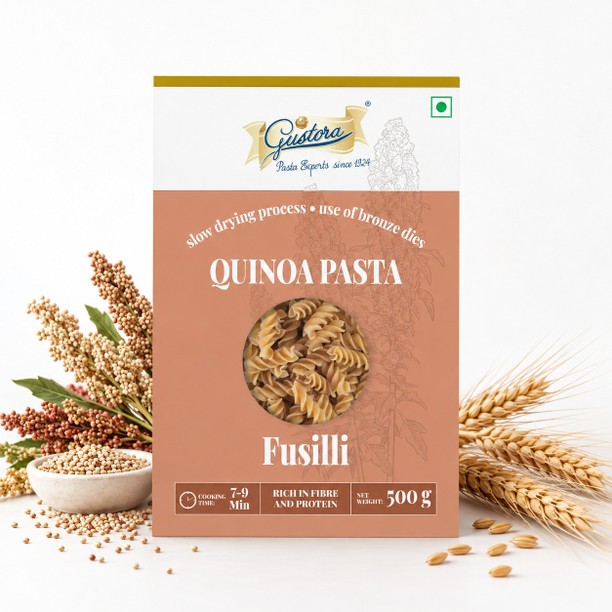 Gustora®
Pasta Experts since 1924
slow drying process • use of bronze dies
QUINOA PASTA
Fusilli
COOKING TIME: 7-9 Min
RICH IN FIBRE AND PROTEIN
NET WEIGHT: 500 g